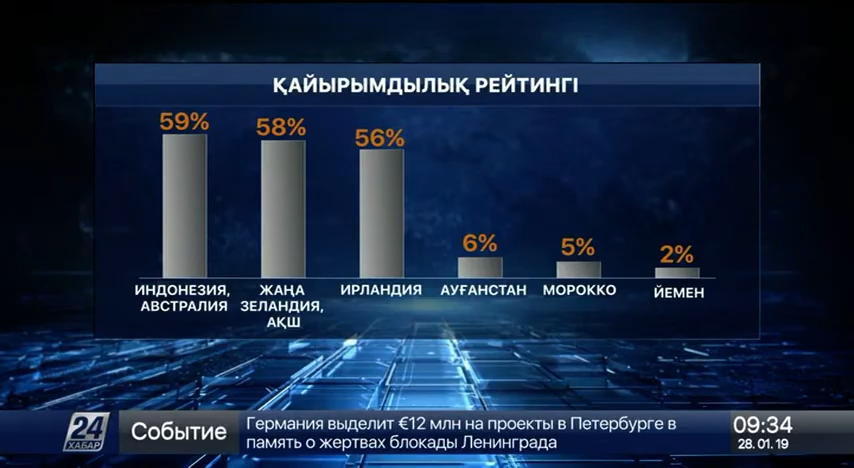 ҚАЙЫРЫМДЫЛЫҚ РЕЙТИНГІ
59%
58%
56%
6%
5%
2%
ИНДОНЕЗИЯ,
АВСТРАЛИЯ
ЖАҢА
ЗЕЛАНДИЯ,
АҚШ
ИРЛАНДИЯ
АУҒАНСТАН
МОРОККО
ЙЕМЕН
24
ХАБАР
Событие
Германия выделит €12 млн на проекты в Петербурге в
память о жертвах блокады Ленинграда
09:34
28.01.19